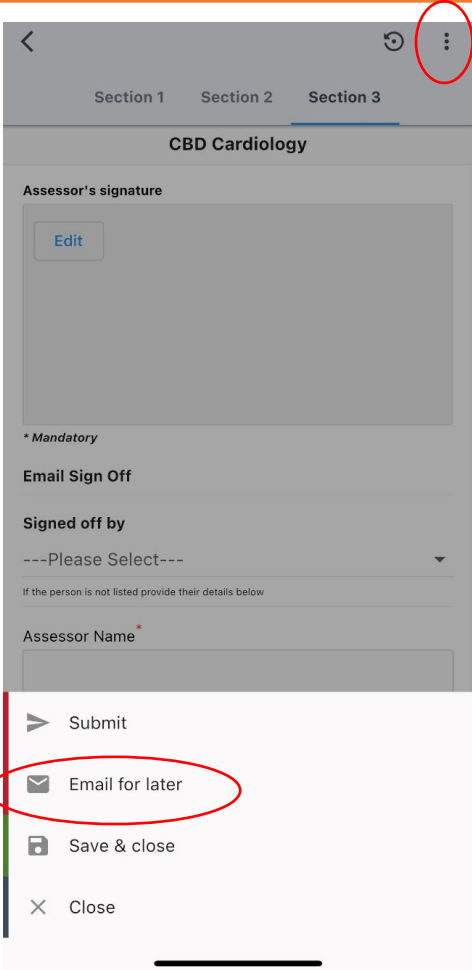 Section 1 Section 2 Section 3
CBD Cardiology
Assessor's signature
Edit
* Mandatory
Email Sign Off
Signed off by
---Please Select---
If the person is not listed provide their details below
Assessor Name*
Submit
Email for later
Save & close
Close